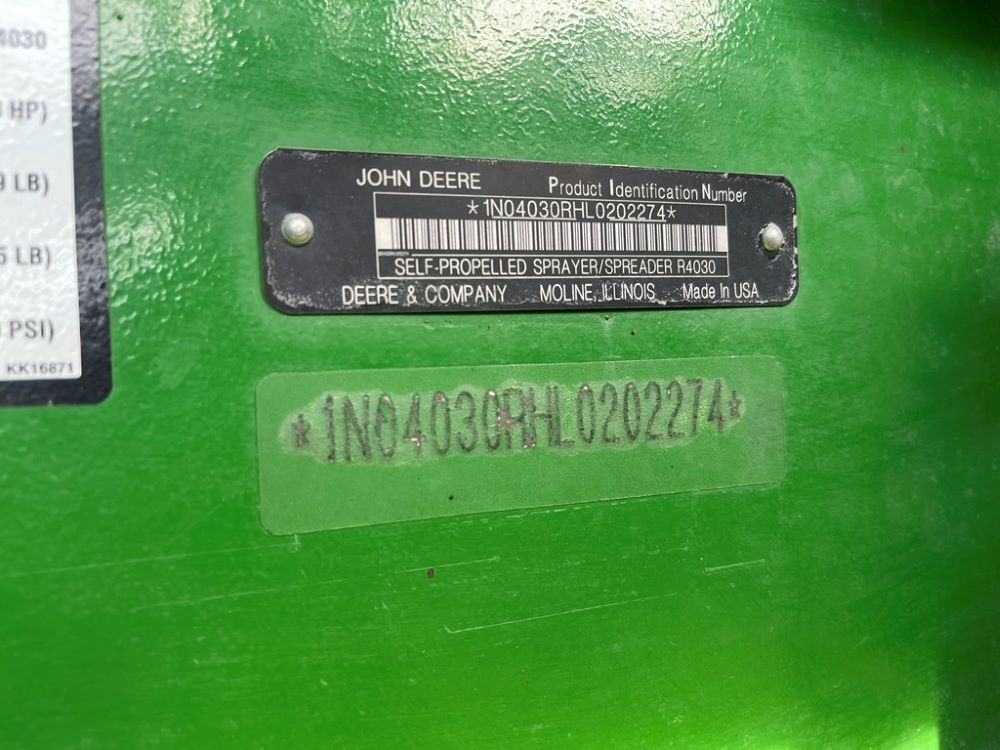 4030
HP)
9 LB)
5 LB)
PSI)
KK16871
JOHN DEERE Product Identification Number
*1N04030RHL0202274*
SELF-PROPELLED SPRAYER/SPREADER R4030
DEERE & COMPANY MOLINE, ILLINOIS Made In USA
*1N04030RHL0202274*